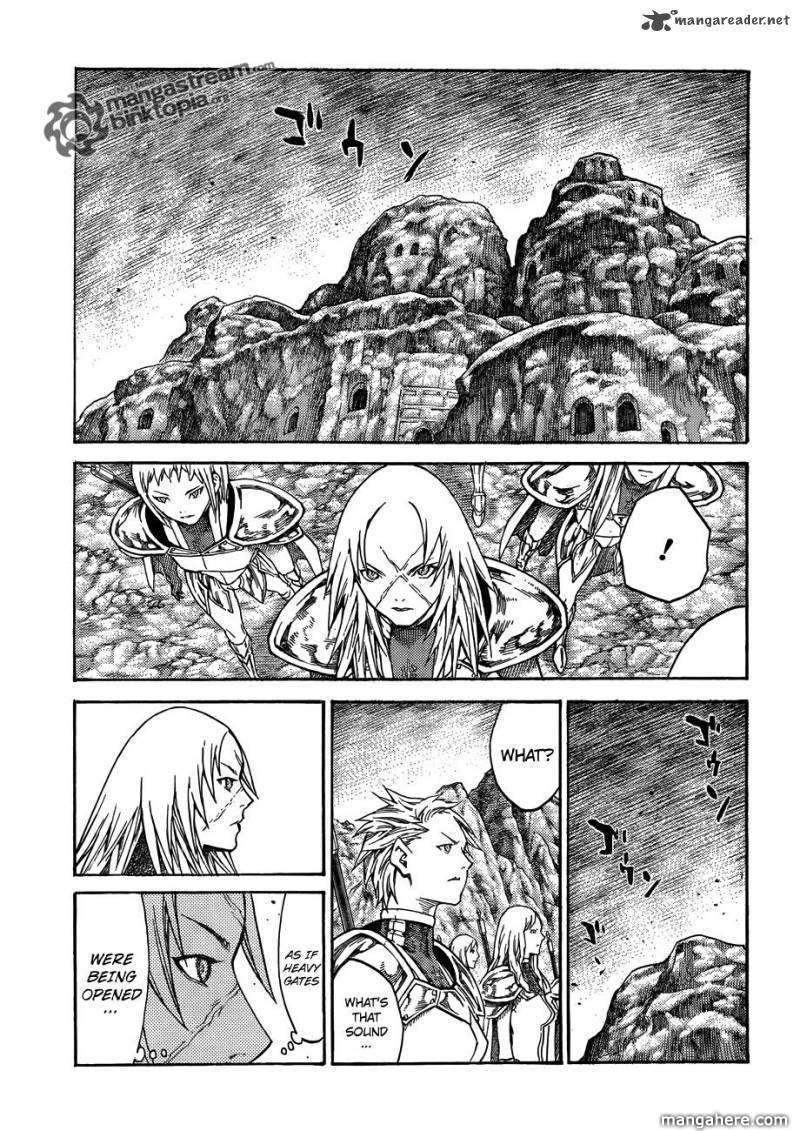 mangareader.net
mangastream.com
binktopia.org
ゴウン
!
ゴウン
ゴウン
WHAT?
WHAT'S
THAT
SOUND
...
AS IF
HEAVY
GATES
WERE
BEING
OPENED
...
mangahere.com